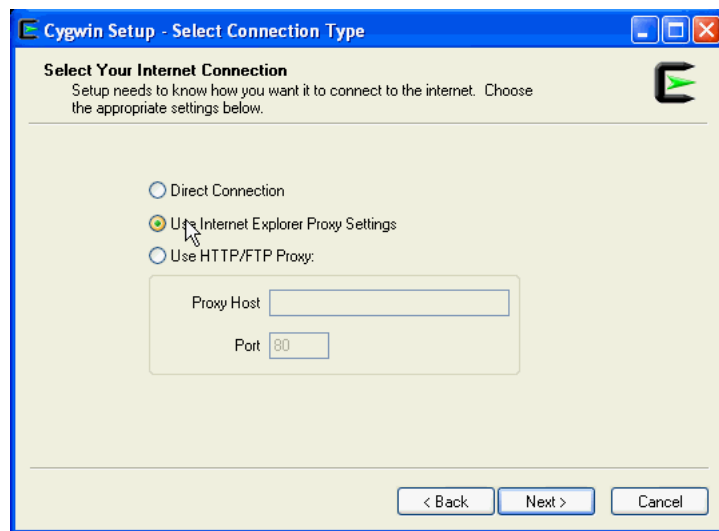 Cygwin Setup - Select Connection Type
Select Your Internet Connection
Setup needs to know how you want it to connect to the internet. Choose
the appropriate settings below.
Direct Connection
Use Internet Explorer Proxy Settings
Use HTTP/FTP Proxy:
Proxy Host
Port 80
< Back Next > Cancel